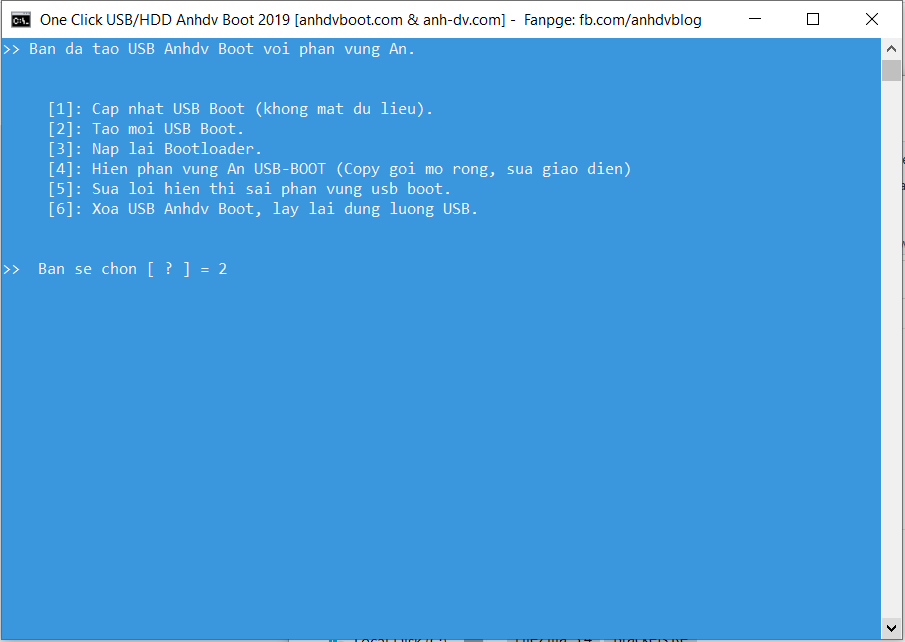 One Click USB/HDD Anhdv Boot 2019 [anhdvboot.com & anh-dv.com] - Fanpge: fb.com/anhdvblog
>> Ban da tao USB Anhdv Boot voi phan vung An.
[1]: Cap nhat USB Boot (khong mat du lieu).
[2]: Tao moi USB Boot.
[3]: Nap lai Bootloader.
[4]: Hien phan vung An USB-BOOT (Copy goi mo rong, sua giao dien)
[5]: Sua loi hien thi sai phan vung usb boot.
[6]: Xoa USB Anhdv Boot, lay lai dung luong USB.
>> Ban se chon [ ? ] = 2